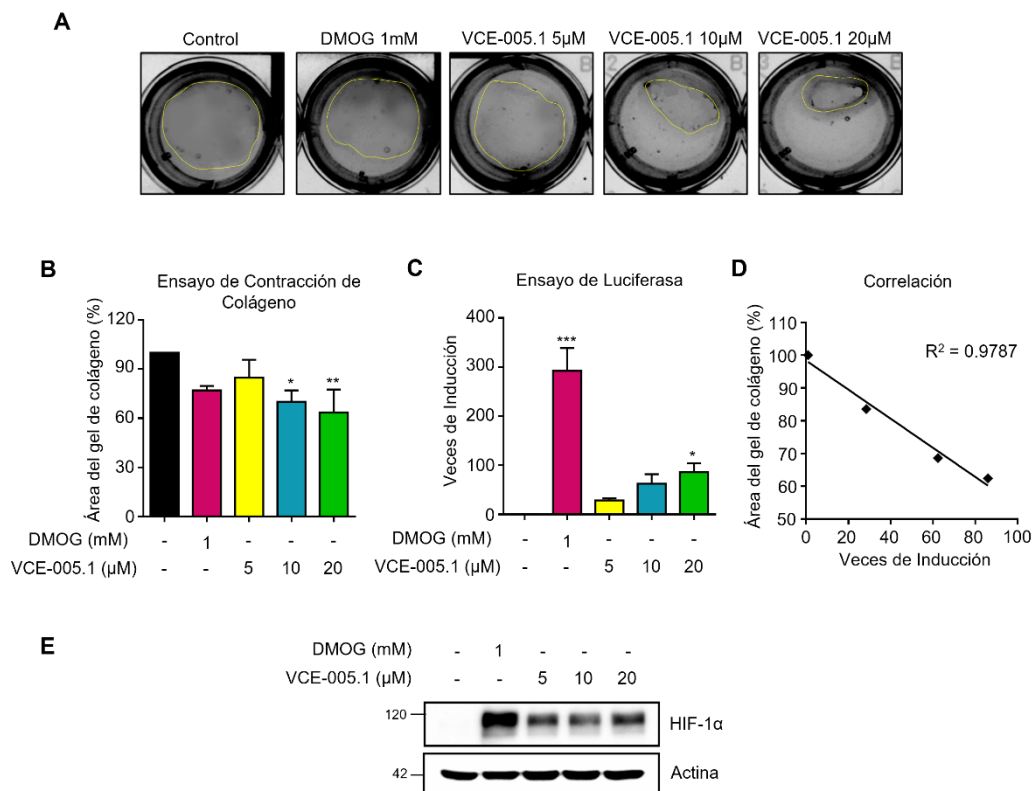 A
Control
DMOG 1mM
VCE-005.1 5µM
VCE-005.1 10µM
VCE-005.1 20µM
B
Ensayo de Contracción de
Colágeno
Área del gel de colágeno (%)
120
90
60
30
0
*
**
DMOG (mM) - 1 - - -
VCE-005.1 (µM) - - 5 10 20
C
Ensayo de Luciferasa
Veces de Inducción
400
300
200
100
0
***
*
DMOG (mM) - 1 - - -
VCE-005.1 (µM) - - 5 10 20
D
Correlación
R² = 0.9787
Área del gel de colágeno (%)
110
100
90
80
70
60
50
0 20 40 60 80 100
Veces de Inducción
E
DMOG (mM) - 1 - - -
VCE-005.1 (µM) - - 5 10 20
120
HIF-1α
42
Actina